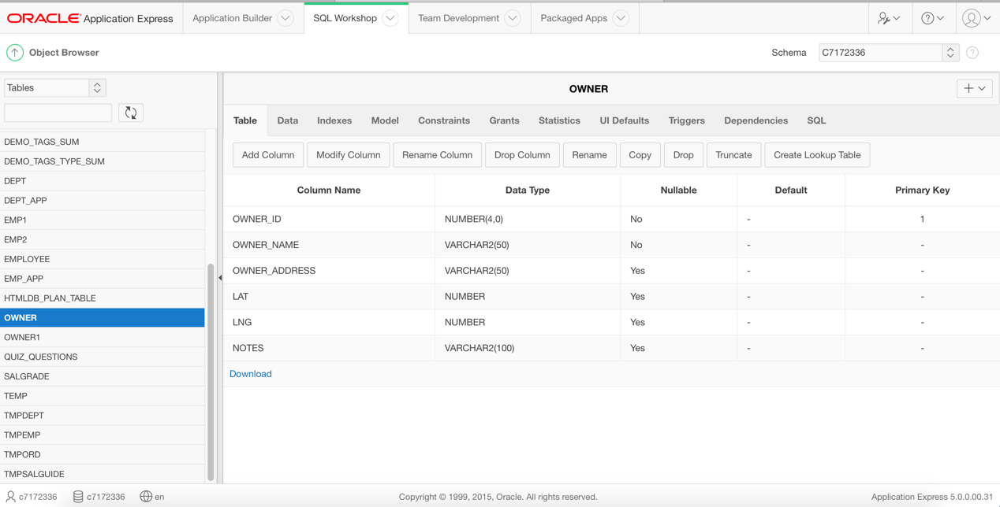 ORACLE® Application Express Application Builder SQL Workshop Team Development Packaged Apps
Object Browser Schema C7172336
Tables
DEMO_TAGS_SUM
DEMO_TAGS_TYPE_SUM
DEPT
DEPT_APP
EMP1
EMP2
EMPLOYEE
EMP_APP
HTMLDB_PLAN_TABLE
OWNER
OWNER1
QUIZ_QUESTIONS
SALGRADE
TEMP
TMPDEPT
TMPEMP
TMPORD
TMPSALGUIDE
OWNER
Table Data Indexes Model Constraints Grants Statistics UI Defaults Triggers Dependencies SQL
Add Column Modify Column Rename Column Drop Column Rename Copy Drop Truncate Create Lookup Table
Column Name Data Type Nullable Default Primary Key
OWNER_ID NUMBER(4,0) No - 1
OWNER_NAME VARCHAR2(50) No - -
OWNER_ADDRESS VARCHAR2(50) Yes - -
LAT NUMBER Yes - -
LNG NUMBER Yes - -
NOTES VARCHAR2(100) Yes - -
Download
c7172336 c7172336 en Copyright © 1999, 2015, Oracle. All rights reserved. Application Express 5.0.0.00.31